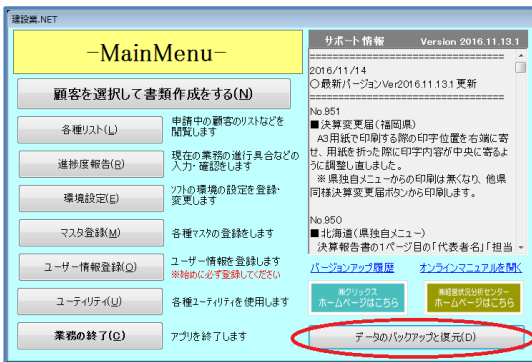 建設業.NET
-MainMenu-
顧客を選択して書類作成をする(N)
各種リスト(L)
申請中の顧客のリストなどを
閲覧します
進捗度報告(R)
現在の業務の進行具合などの
入力・確認をします
環境設定(E)
ソフトの環境の設定を登録・
変更します
マスタ登録(M)
各種マスタの登録をします
ユーザー情報登録(O)
ユーザー情報を登録します
※始めに必ず登録してください
ユーティリティ(U)
各種ユーティリティを使用します
業務の終了(C)
アプリを終了します
サポート情報 Version 2016.11.13.1
==============================
2016/11/14
○最新バージョンVer2016.11.13.1更新
==============================
No.951
■決算変更届(福岡県)
A3用紙で印刷する際の印字位置を右端に寄
せ、用紙を折った際に印字内容が中央に寄るよ
うに調整し直しました。
※県独自メニューからの印刷は無くなり、他県
同様決算変更届ボタンから印刷します。
No.950
■北海道(県独自メニュー)
決算報告書の1ページ目の「代表者名」「担当
バージョンアップ履歴
オンラインマニュアルを開く
㈱クリックス
ホームページはこちら
㈱経営状況分析センター
ホームページはこちら
データのバックアップと復元(D)